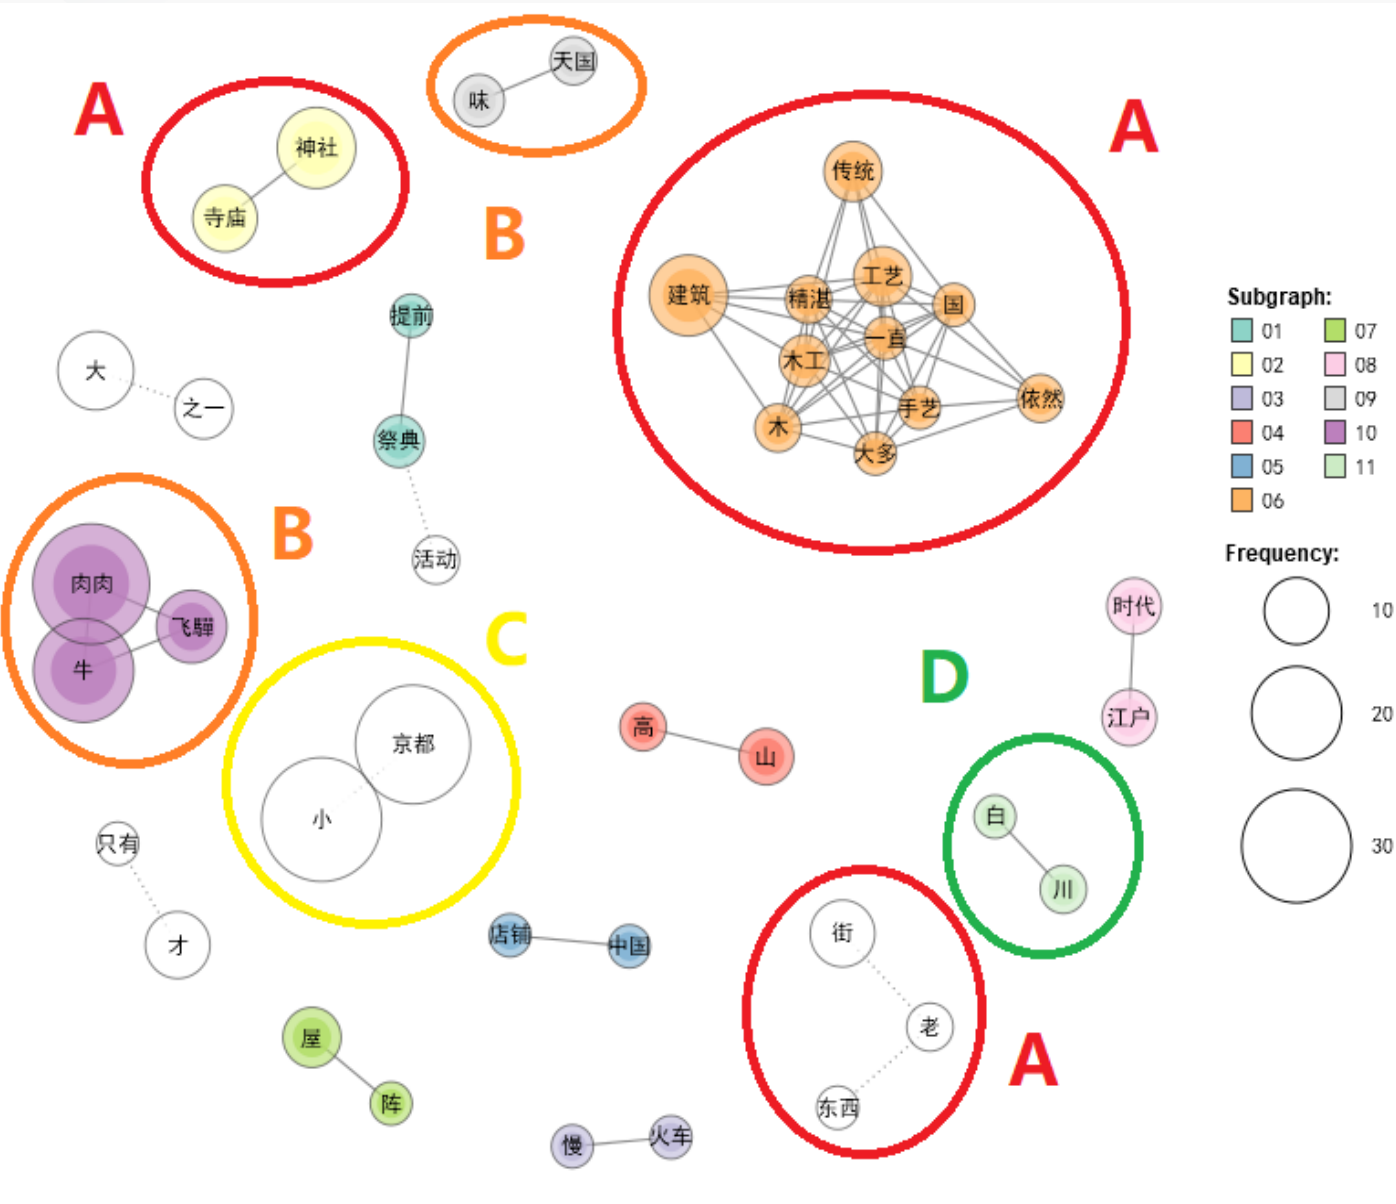 天国
味
A
A
神社
传统
寺庙
B
工艺
建筑
精湛
国
提前
一直
木工
大
之一
依然
手艺
木
祭典
大多
B
活动
肉肉
飞驒
牛
时代
C
D
江户
高
京都
山
小
白
只有
川
街
店铺
中国
才
老
屋
A
阵
东西
慢
火车
Subgraph:
01 07
02 08
03 09
04 10
05 11
06
Frequency:
10
20
30